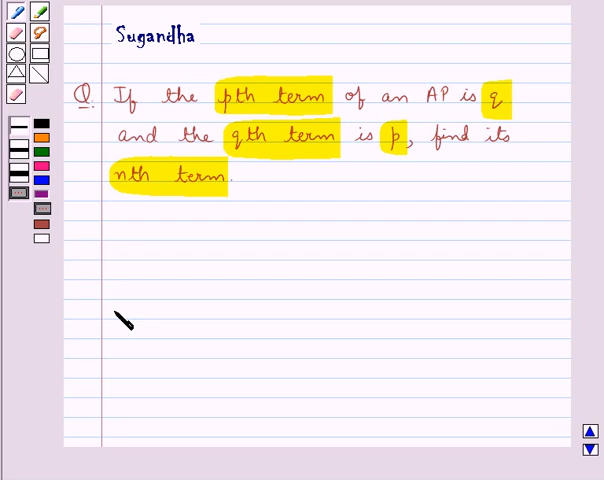 Sugandha
Q. If the pth term of an AP is q
and the qth term is p, find its
nth term.